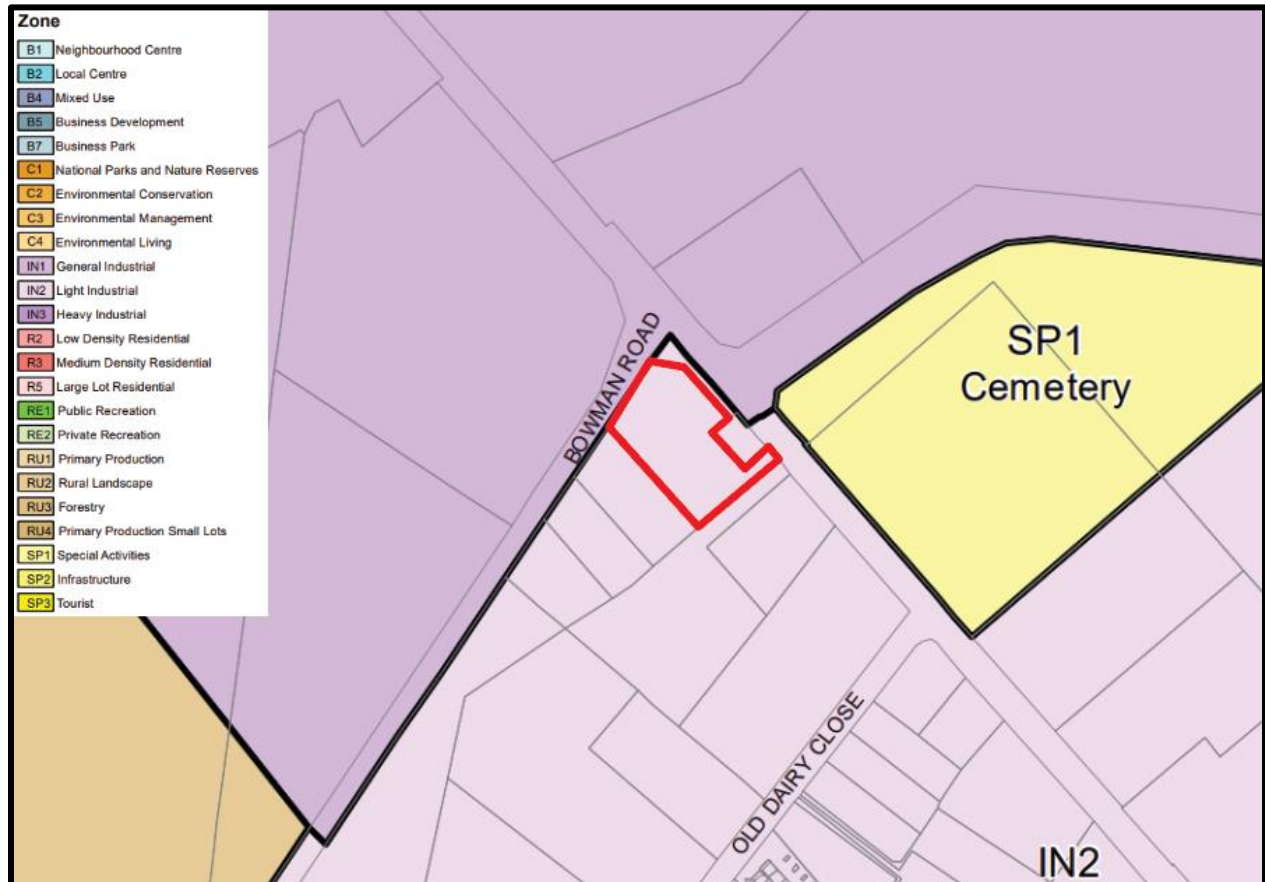 Zone
B1 Neighbourhood Centre
B2 Local Centre
B4 Mixed Use
B5 Business Development
B7 Business Park
C1 National Parks and Nature Reserves
C2 Environmental Conservation
C3 Environmental Management
C4 Environmental Living
IN1 General Industrial
IN2 Light Industrial
IN3 Heavy Industrial
R2 Low Density Residential
R3 Medium Density Residential
R5 Large Lot Residential
RE1 Public Recreation
RE2 Private Recreation
RU1 Primary Production
RU2 Rural Landscape
RU3 Forestry
RU4 Primary Production Small Lots
SP1 Special Activities
SP2 Infrastructure
SP3 Tourist
BOWMAN ROAD
SP1
Cemetery
OLD DAIRY CLOSE
IN2